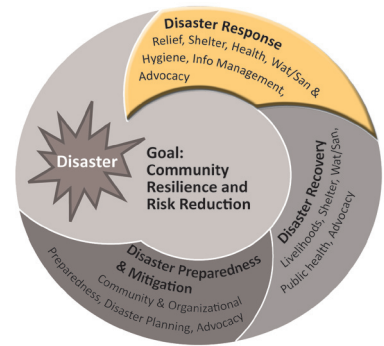 Disaster Response
Relief, Shelter, Health, Wat/San &
Hygiene, Info Management,
Advocacy
Disaster
Goal:
Community
Resilience and
Risk Reduction
Disaster Recovery
Livelihoods, Shelter, Wat/San,
Public health, Advocacy
Disaster Preparedness
& Mitigation
Community & Organizational
Preparedness, Disaster Planning, Advocacy